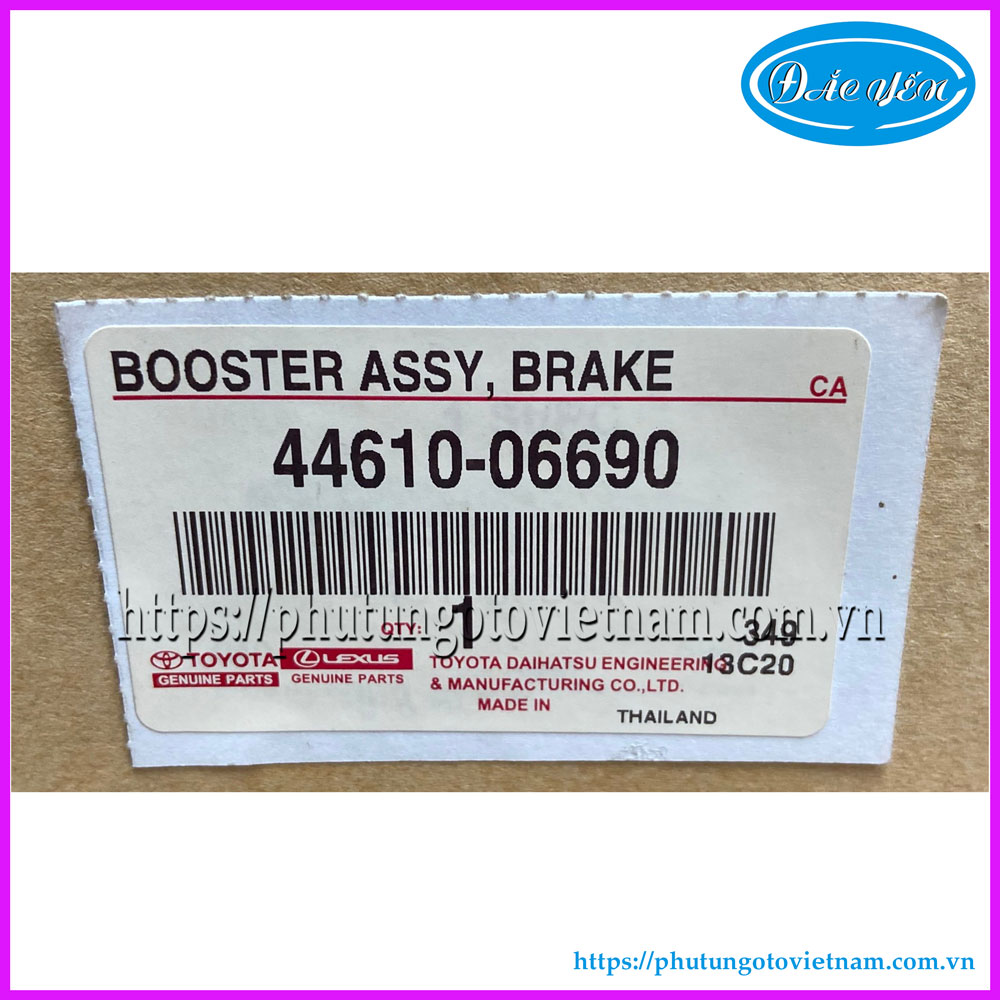 ĐẮC YẾN
BOOSTER ASSY, BRAKE
CA
44610-06690
https://phutungotovietnam.com.vn
QTY: 1
349
TOYOTA
GENUINE PARTS
LEXUS
GENUINE PARTS
TOYOTA DAIHATSU ENGINEERING
13C20
& MANUFACTURING CO.,LTD.
MADE IN
THAILAND
https://phutungotovietnam.com.vn